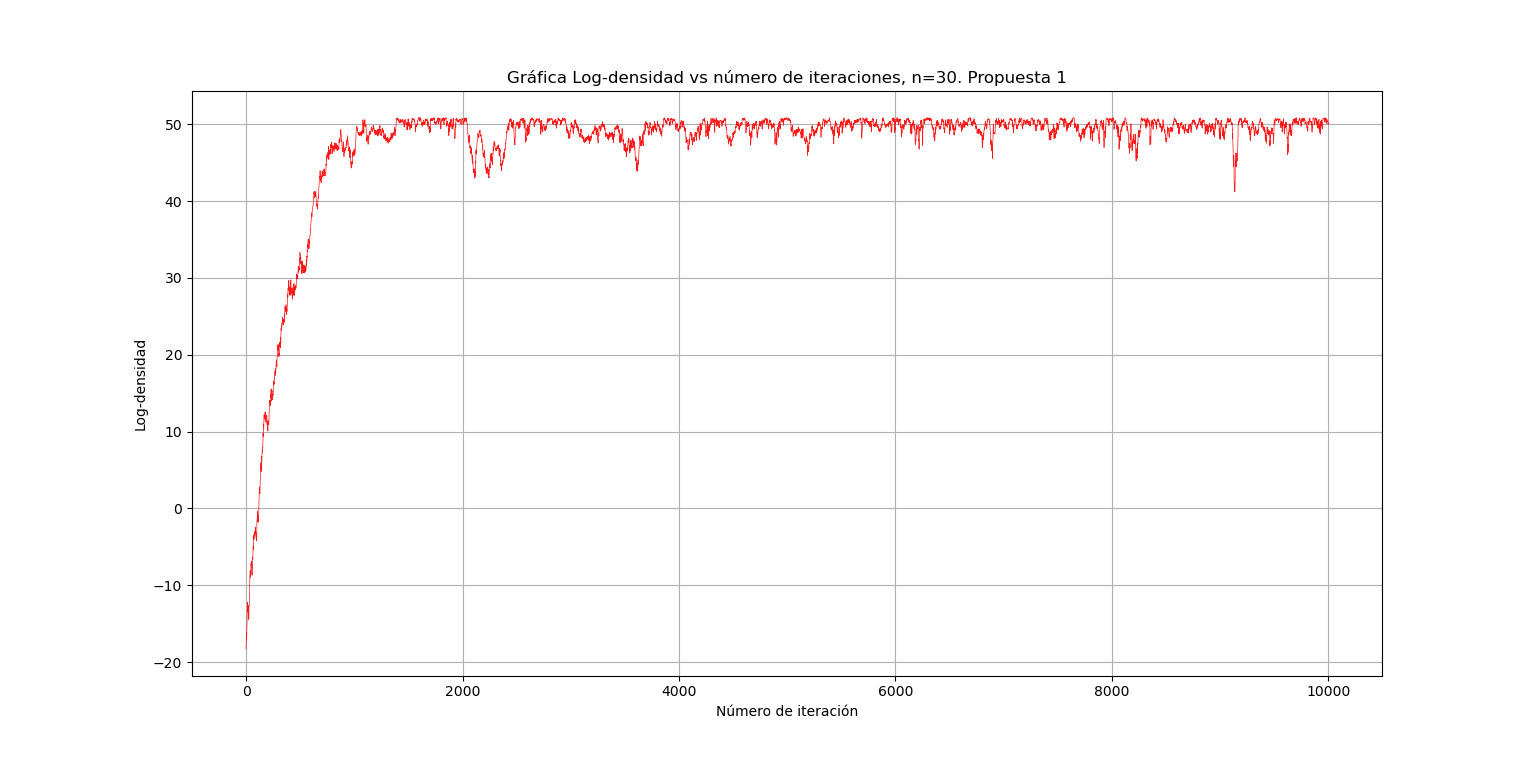 Gráfica Log-densidad vs número de iteraciones, n=30. Propuesta 1
Log-densidad
50
40
30
20
10
0
−10
−20
0 2000 4000 6000 8000 10000
Número de iteración